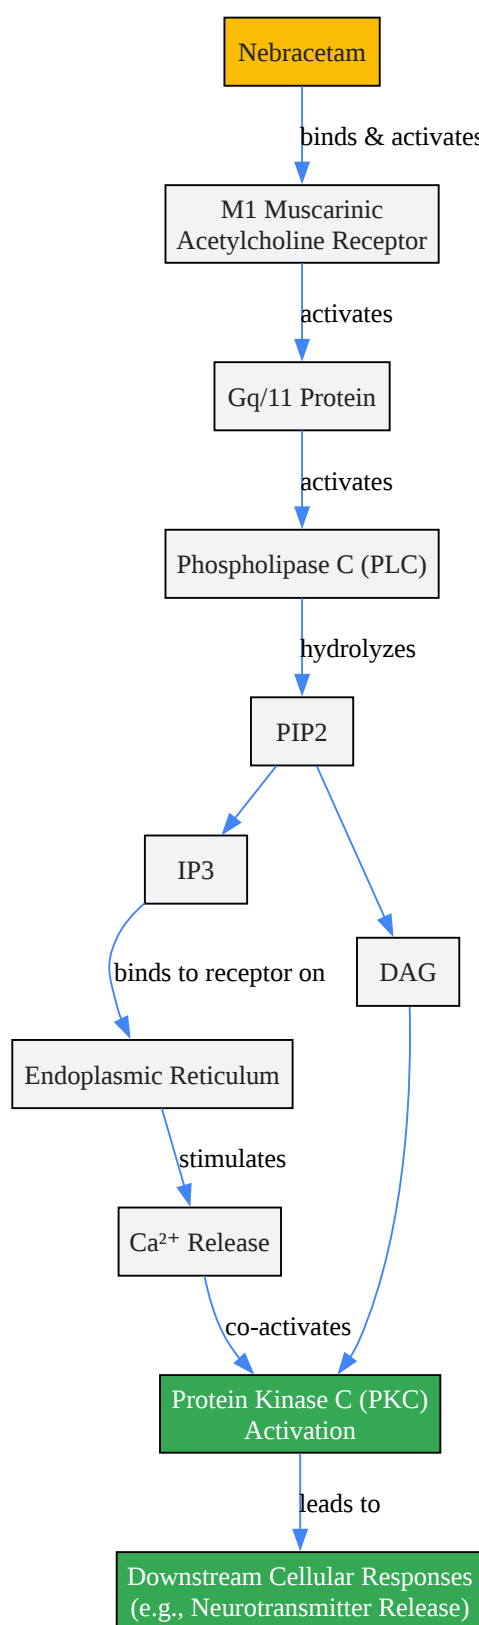 Nebracetam
binds & activates
M1 Muscarinic
Acetylcholine Receptor
activates
Gq/11 Protein
activates
Phospholipase C (PLC)
hydrolyzes
PIP2
IP3
binds to receptor on
DAG
Endoplasmic Reticulum
stimulates
Ca²⁺ Release
co-activates
Protein Kinase C (PKC)
Activation
leads to
Downstream Cellular Responses
(e.g., Neurotransmitter Release)